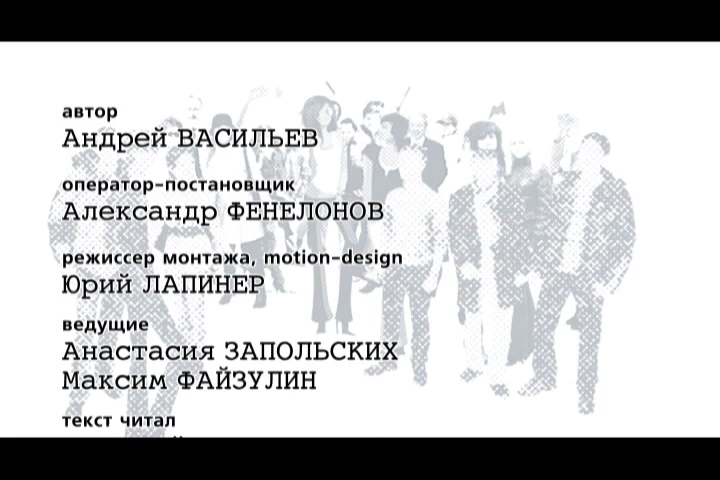 автор
Андрей ВАСИЛЬЕВ
оператор-постановщик
Александр ФЕНЕЛОНОВ
режиссер монтажа, motion-design
Юрий ЛАПИНЕР
ведущие
Анастасия ЗАПОЛЬСКИХ
Максим ФАЙЗУЛИН
текст читал